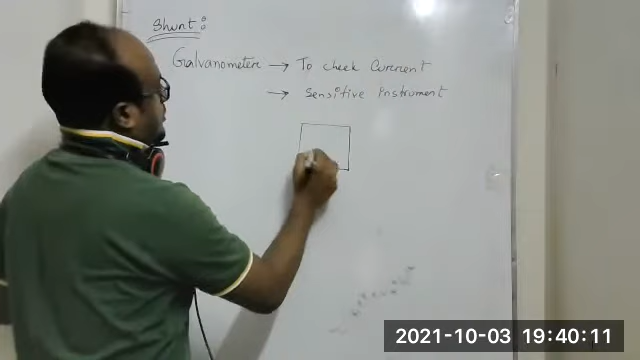 Shunt:
Galvanometer → To check Current
→ Sensitive Instrument
2021-10-03 19:40:11